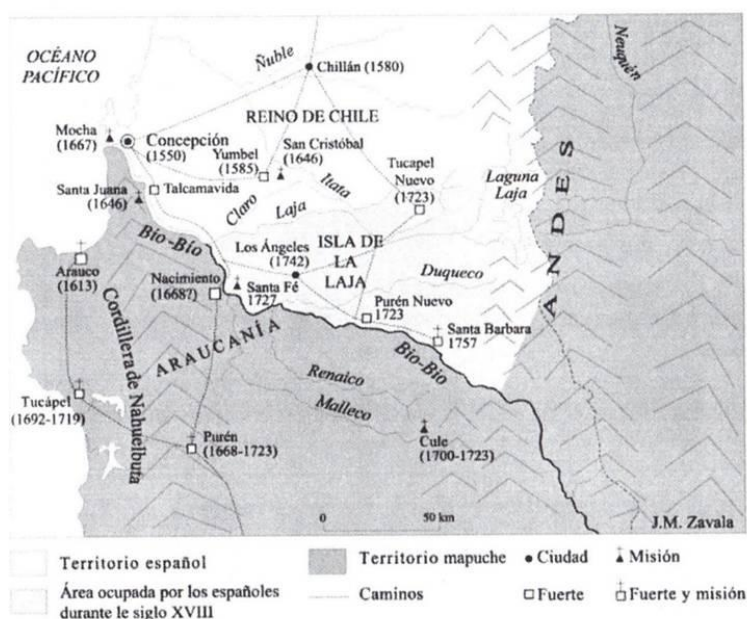 OCÉANO
PACÍFICO
Ñuble
Chillán (1580)
Neuquén
REINO DE CHILE
Mocha
(1667)
Concepción
(1550)
Yumbel
(1585)
San Cristóbal
(1646)
Itata
Tucapel
Nuevo
(1723)
Laguna
Laja
ANDES
Santa Juana
(1646)
Talcamavida
Claro
Laja
Bío-Bío
Los Ángeles
(1742)
ISLA DE
LA
LAJA
Duqueco
Arauco
(1613)
Nacimiento
(1668?)
Santa Fé
1727
Purén Nuevo
1723
Santa Barbara
1757
Cordillera de Nahuelbuta
ARAUCANÍA
Bío-Bío
Renaico
Malleco
Tucápel
(1692-1719)
Purén
(1668-1723)
Cule
(1700-1723)
0 50 km
J.M. Zavala
Territorio español
Territorio mapuche
Ciudad
Misión
Área ocupada por los españoles
durante le siglo XVIII
Caminos
Fuerte
Fuerte y misión